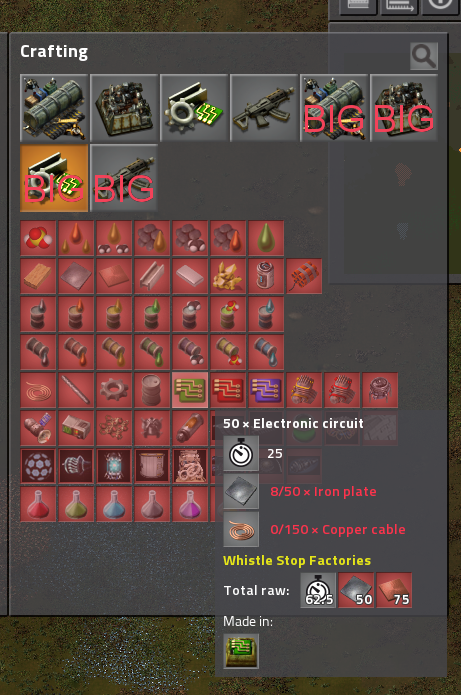 Crafting
BIG BIG
BIG BIG
50 × Electronic circuit
25
8/50 × Iron plate
0/150 × Copper cable
Whistle Stop Factories
Total raw: 62.5 50 75
Made in: